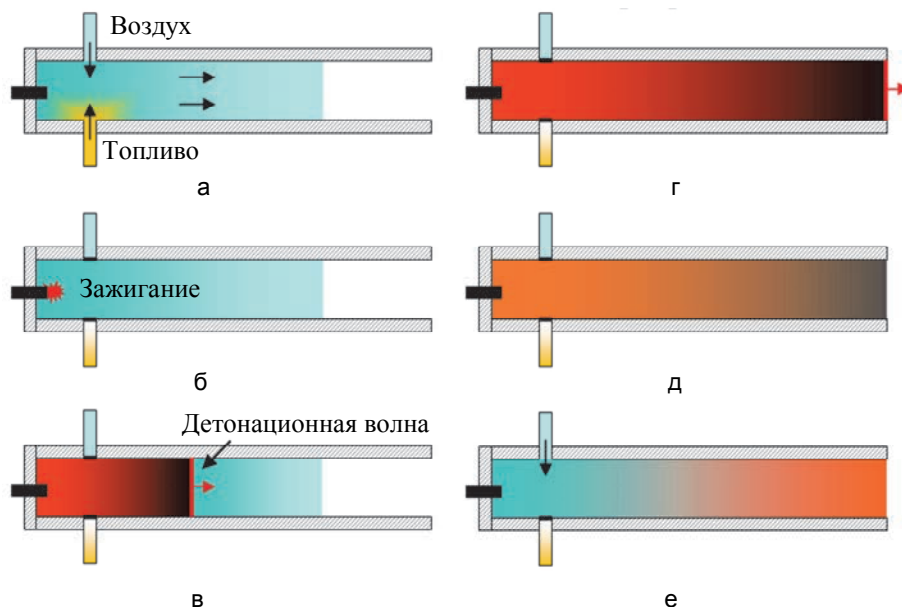 Воздух
Топливо
а
г
Зажигание
б
д
Детонационная волна
в
е